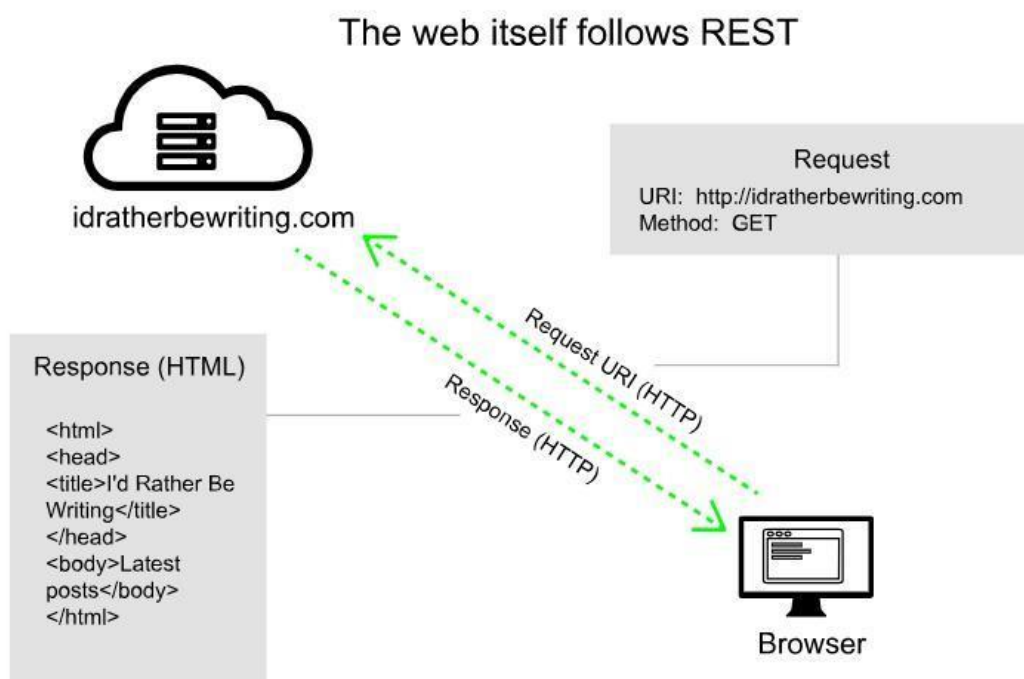 The web itself follows REST
idratherbewriting.com
Request
URI:  http://idratherbewriting.com
Method:  GET
Request URI (HTTP)
Response (HTTP)
Response (HTML)
<html>
<head>
<title>I'd Rather Be
Writing</title>
</head>
<body>Latest
posts</body>
</html>
Browser